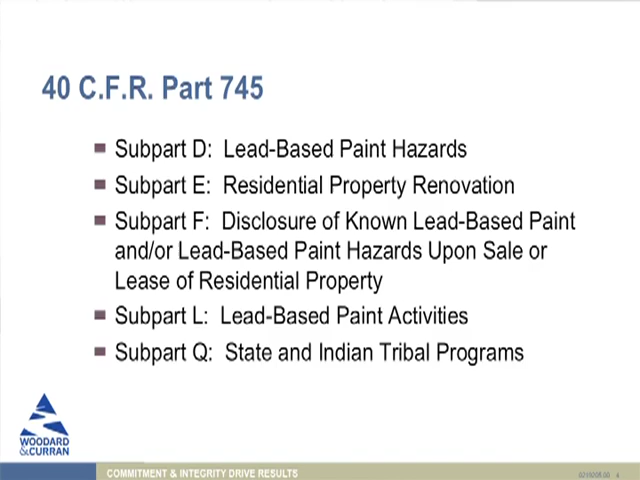 40 C.F.R. Part 745
Subpart D: Lead-Based Paint Hazards
Subpart E: Residential Property Renovation
Subpart F: Disclosure of Known Lead-Based Paint
and/or Lead-Based Paint Hazards Upon Sale or
Lease of Residential Property
Subpart L: Lead-Based Paint Activities
Subpart Q: State and Indian Tribal Programs
WOODARD
&CURRAN
COMMITMENT & INTEGRITY DRIVE RESULTS